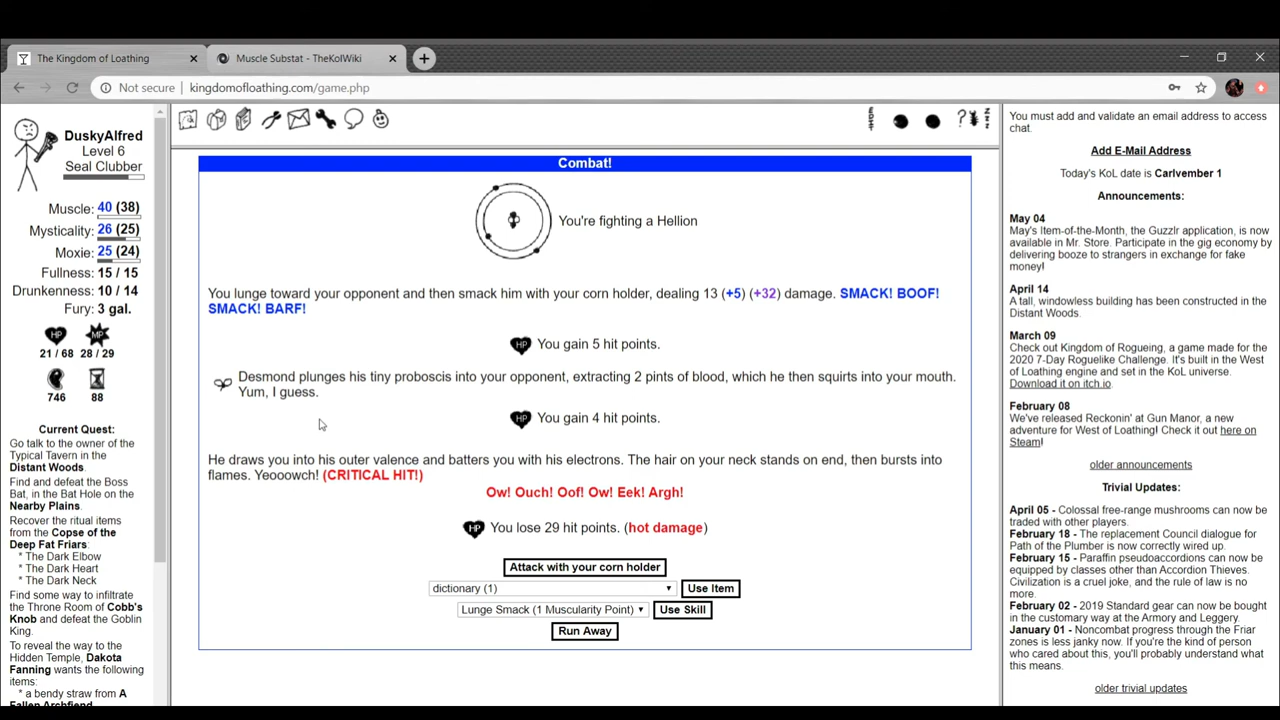 The Kingdom of Loathing
Muscle Substat - TheKolWiki
Not secure
kingdomofloathing.com/game.php
DuskyAlfred
Level 6
Seal Clubber
Muscle: 40 (38)
Mysticality: 26 (25)
Moxie: 25 (24)
Fullness: 15 / 15
Drunkenness: 10 / 14
Fury: 3 gal.
HP MP
21 / 68 28 / 29
746 88
Current Quest:
Go talk to the owner of the
Typical Tavern in the
Distant Woods.
Find and defeat the Boss
Bat, in the Bat Hole on the
Nearby Plains.
Recover the ritual items
from the Copse of the
Deep Fat Friars:
* The Dark Elbow
* The Dark Heart
* The Dark Neck
Find some way to infiltrate
the Throne Room of Cobb's
Knob and defeat the Goblin
King.
To reveal the way to the
Hidden Temple, Dakota
Fanning wants the following
items:
* a bendy straw from A
Fallen Archfiend
Combat!
You're fighting a Hellion
You lunge toward your opponent and then smack him with your corn holder, dealing 13 (+5) (+32) damage. SMACK! BOOF!
SMACK! BARF!
HP You gain 5 hit points.
Desmond plunges his tiny proboscis into your opponent, extracting 2 pints of blood, which he then squirts into your mouth.
Yum, I guess.
HP You gain 4 hit points.
He draws you into his outer valence and batters you with his electrons. The hair on your neck stands on end, then bursts into
flames. Yeooowch! (CRITICAL HIT!)
Ow! Ouch! Oof! Ow! Eek! Argh!
HP You lose 29 hit points. (hot damage)
Attack with your corn holder
dictionary (1) Use Item
Lunge Smack (1 Muscularity Point) Use Skill
Run Away
You must add and validate an email address to access
chat.
Add E-Mail Address
Today's KoL date is Carlvember 1
Announcements:
May 04
May's Item-of-the-Month, the Guzzlr application, is
now available in Mr. Store. Participate in the gig economy by
delivering booze to strangers in exchange for fake
money!
April 14
A tall, windowless building has been constructed in the
Distant Woods.
March 09
Check out Kingdom of Rogueing, a game made for the
2020 7-Day Roguelike Challenge. It's built in the West
of Loathing engine and set in the KoL universe.
Download it on itch.io.
February 08
We've released Reckonin' at Gun Manor, a new
adventure for West of Loathing! Check it out here on
Steam!
older announcements
Trivial Updates:
April 05 - Colossal free-range mushrooms can now be
traded with other players.
February 18 - The replacement Council dialogue for
Path of the Plumber is now correctly wired up.
February 15 - Paraffin pseudoaccordions can now be
equipped by classes other than Accordion Thieves.
Civilization is a cruel joke, and the rule of law is no
more.
February 02 - 2019 Standard gear can now be bought
in the customary way at the Armory and Leggery.
January 01 - Noncombat progress through the Friar
zones is less janky now. If you're the kind of person
who cared about this, you'll probably understand what
this means.
older trivial updates